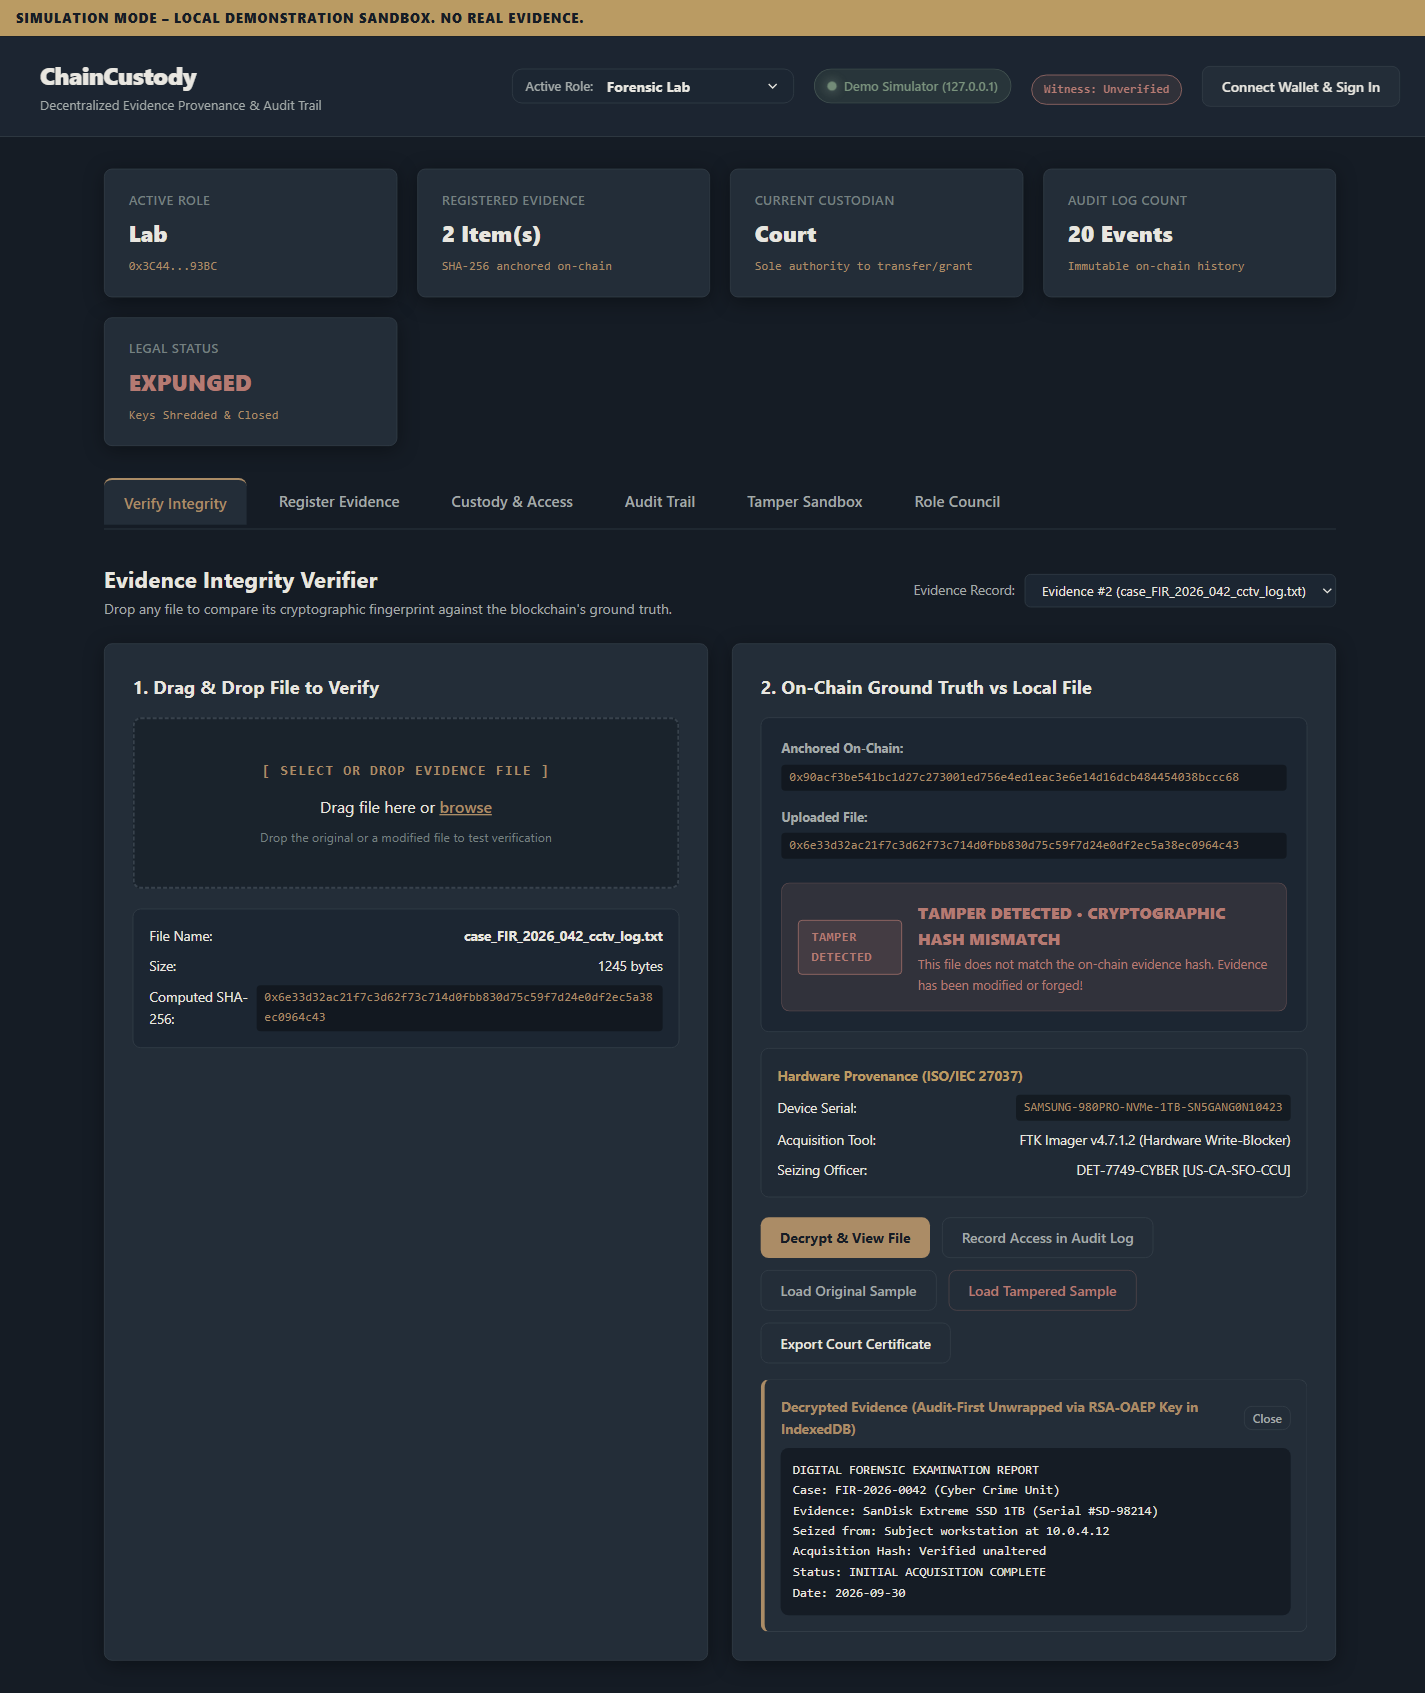 SIMULATION MODE – LOCAL DEMONSTRATION SANDBOX. NO REAL EVIDENCE.
ChainCustody
Decentralized Evidence Provenance & Audit Trail
Active Role: Forensic Lab
Demo Simulator (127.0.0.1)
Witness: Unverified
Connect Wallet & Sign In
ACTIVE ROLE
Lab
0x3C44...93BC
REGISTERED EVIDENCE
2 Item(s)
SHA-256 anchored on-chain
CURRENT CUSTODIAN
Court
Sole authority to transfer/grant
AUDIT LOG COUNT
20 Events
Immutable on-chain history
LEGAL STATUS
EXPUNGED
Keys Shredded & Closed
Verify Integrity
Register Evidence
Custody & Access
Audit Trail
Tamper Sandbox
Role Council
Evidence Integrity Verifier
Drop any file to compare its cryptographic fingerprint against the blockchain's ground truth.
Evidence Record: Evidence #2 (case_FIR_2026_042_cctv_log.txt)
1. Drag & Drop File to Verify
[ SELECT OR DROP EVIDENCE FILE ]
Drag file here or browse
Drop the original or a modified file to test verification
File Name: case_FIR_2026_042_cctv_log.txt
Size: 1245 bytes
Computed SHA-
256:
0x6e33d32ac21f7c3d62f73c714d0fbb830d75c59f7d24e0df2ec5a38
ec0964c43
2. On-Chain Ground Truth vs Local File
Anchored On-Chain:
0x90acf3be541bc1d27c273001ed756e4ed1eac3e6e14d16dcb484454038bccc68
Uploaded File:
0x6e33d32ac21f7c3d62f73c714d0fbb830d75c59f7d24e0df2ec5a38ec0964c43
TAMPER
DETECTED
TAMPER DETECTED • CRYPTOGRAPHIC
HASH MISMATCH
This file does not match the on-chain evidence hash. Evidence
has been modified or forged!
Hardware Provenance (ISO/IEC 27037)
Device Serial: SAMSUNG-980PRO-NVMe-1TB-SN5GANG0N10423
Acquisition Tool: FTK Imager v4.7.1.2 (Hardware Write-Blocker)
Seizing Officer: DET-7749-CYBER [US-CA-SFO-CCU]
Decrypt & View File
Record Access in Audit Log
Load Original Sample
Load Tampered Sample
Export Court Certificate
Decrypted Evidence (Audit-First Unwrapped via RSA-OAEP Key in
IndexedDB)
Close
DIGITAL FORENSIC EXAMINATION REPORT
Case: FIR-2026-0042 (Cyber Crime Unit)
Evidence: SanDisk Extreme SSD 1TB (Serial #SD-98214)
Seized from: Subject workstation at 10.0.4.12
Acquisition Hash: Verified unaltered
Status: INITIAL ACQUISITION COMPLETE
Date: 2026-09-30